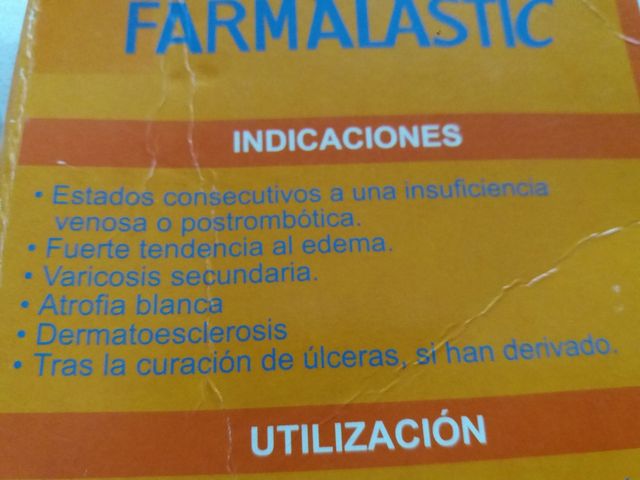 FARMALASTIC
INDICACIONES
• Estados consecutivos a una insuficiencia
venosa o postrombótica.
• Fuerte tendencia al edema.
• Varicosis secundaria.
• Atrofia blanca
• Dermatoesclerosis
• Tras la curación de úlceras, si han derivado.
UTILIZACIÓN